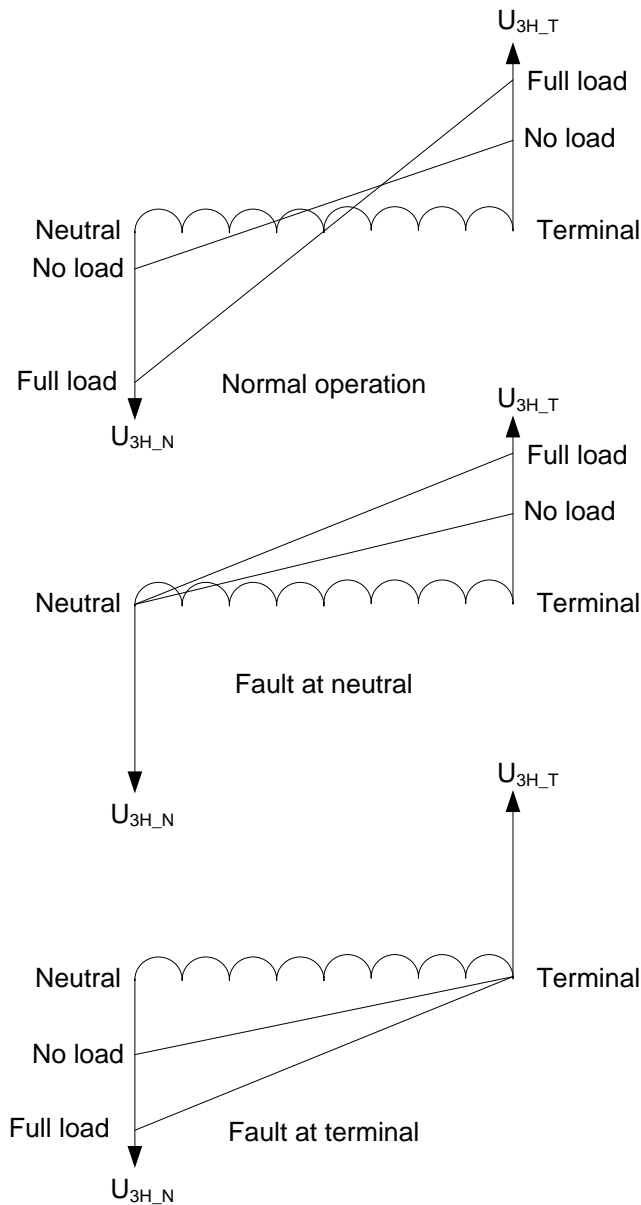 U3H_T
Full load
No load
Neutral
Terminal
No load
Full load
Normal operation
U3H_N
U3H_T
Full load
No load
Neutral
Terminal
Fault at neutral
U3H_N
U3H_T
Neutral
Terminal
No load
Full load
Fault at terminal
U3H_N